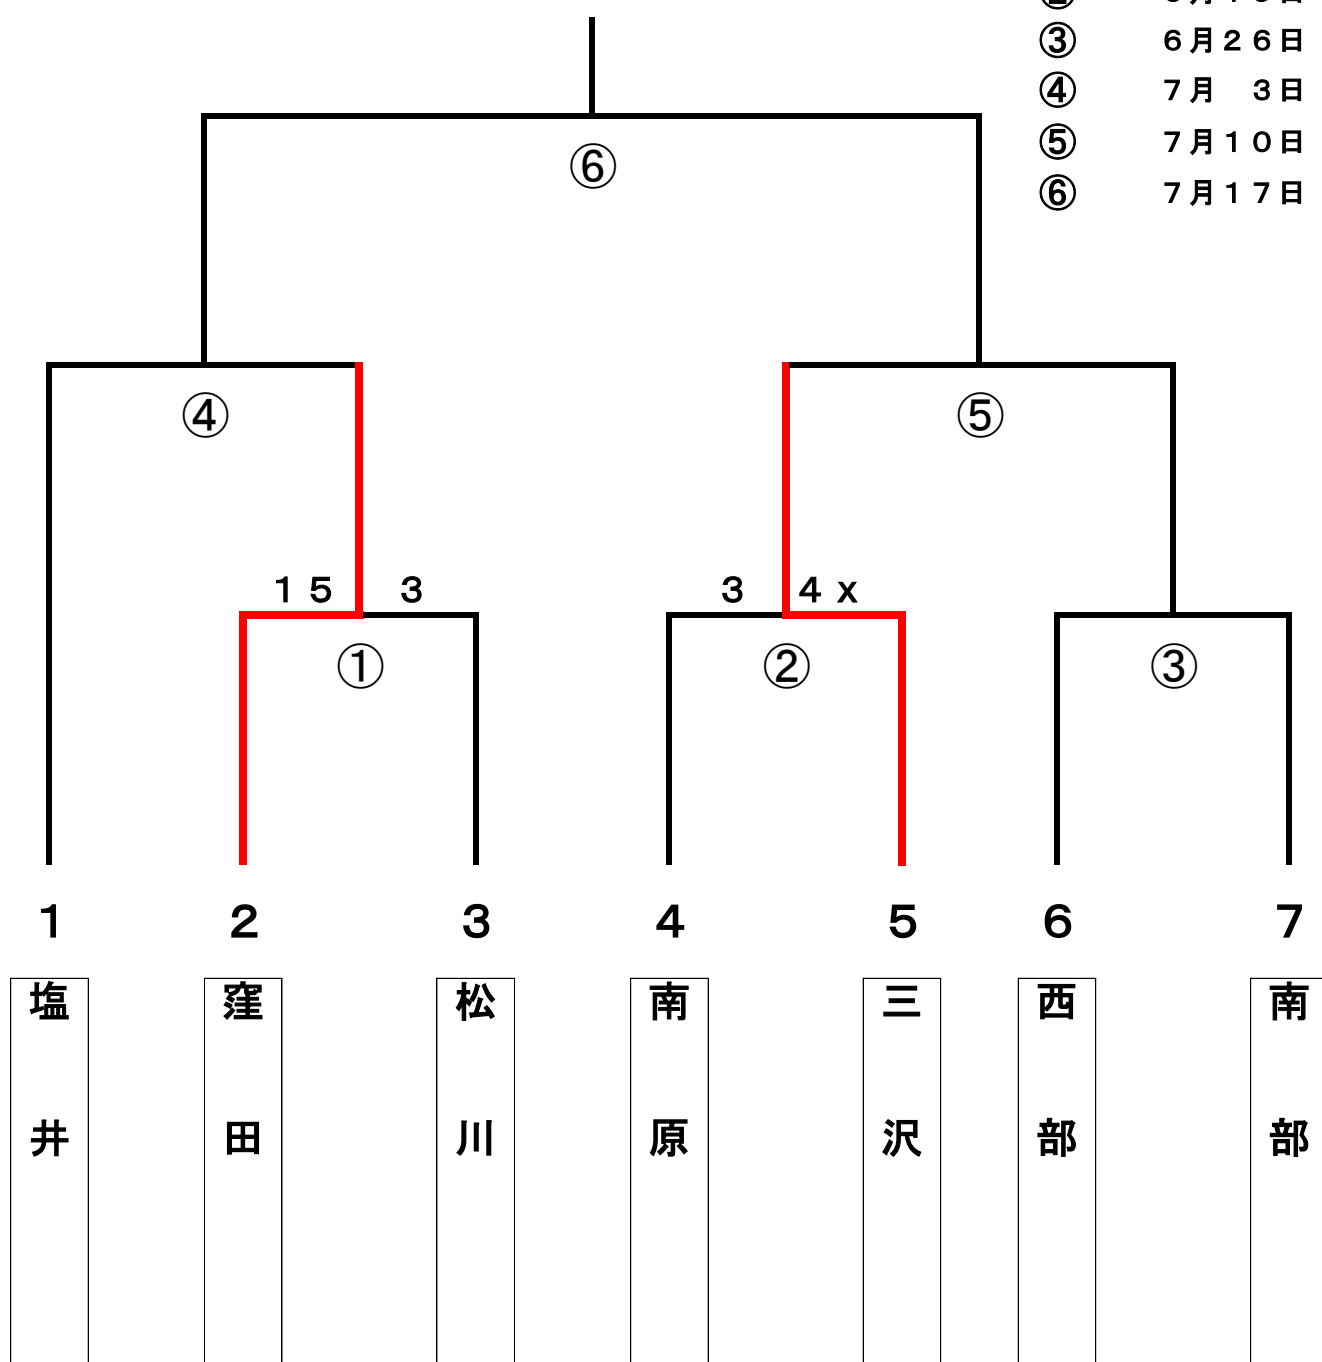 ③ 6月26日
④ 7月 3日
⑤ 7月10日
⑥ 7月17日
⑥
④ ⑤
15 3 3 4x
① ② ③
1 2 3 4 5 6 7
塩井
窪田
松川
南原
三沢
西部
南部